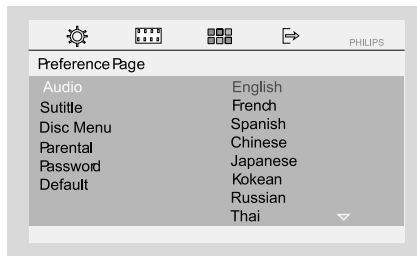 PHILIPS
Preference Page
Audio English
Sutitle French
Disc Menu Spanish
Parental Chinese
Password Japanese
Default Kokean
Russian
Thai